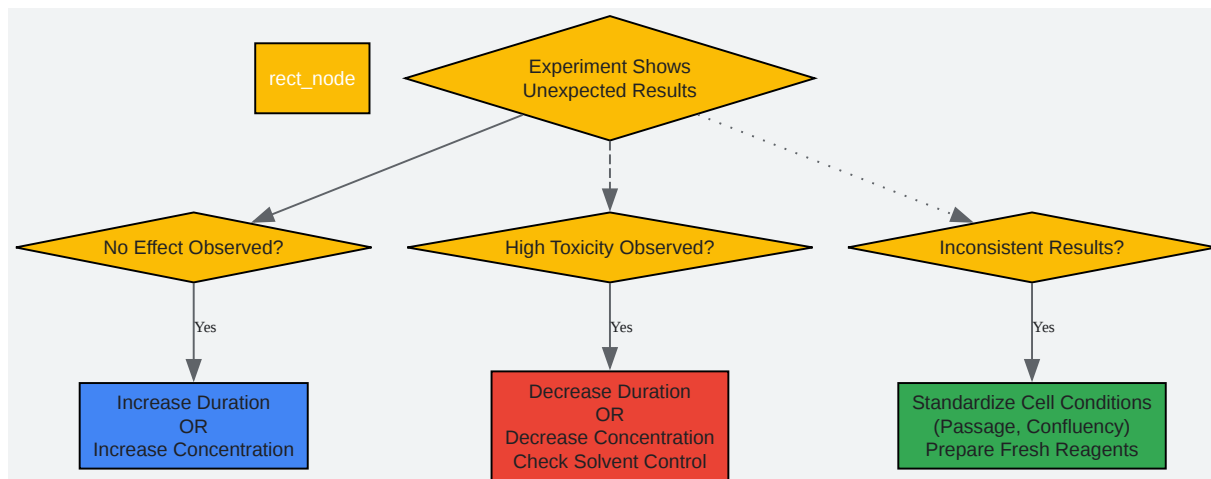 rect_node
Experiment Shows
Unexpected Results
No Effect Observed?
High Toxicity Observed?
Inconsistent Results?
Yes
Yes
Yes
Increase Duration
OR
Increase Concentration
Decrease Duration
OR
Decrease Concentration
Check Solvent Control
Standardize Cell Conditions
(Passage, Confluency)
Prepare Fresh Reagents